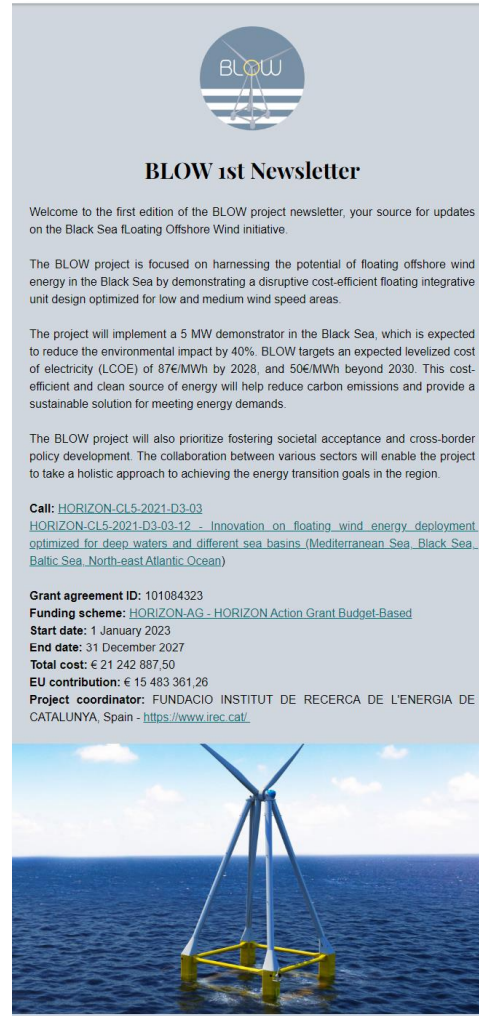 BLOW
BLOW 1st Newsletter
Welcome to the first edition of the BLOW project newsletter, your source for updates
on the Black Sea fLoating Offshore Wind initiative.
The BLOW project is focused on harnessing the potential of floating offshore wind
energy in the Black Sea by demonstrating a disruptive cost-efficient floating integrative
unit design optimized for low and medium wind speed areas.
The project will implement a 5 MW demonstrator in the Black Sea, which is expected
to reduce the environmental impact by 40%. BLOW targets an expected levelized cost
of electricity (LCOE) of 87€/MWh by 2028, and 50€/MWh beyond 2030. This cost-
efficient and clean source of energy will help reduce carbon emissions and provide a
sustainable solution for meeting energy demands.
The BLOW project will also prioritize fostering societal acceptance and cross-border
policy development. The collaboration between various sectors will enable the project
to take a holistic approach to achieving the energy transition goals in the region.
Call: HORIZON-CL5-2021-D3-03
HORIZON-CL5-2021-D3-03-12 - Innovation on floating wind energy deployment
optimized for deep waters and different sea basins (Mediterranean Sea, Black Sea,
Baltic Sea, North-east Atlantic Ocean)
Grant agreement ID: 101084323
Funding scheme: HORIZON-AG - HORIZON Action Grant Budget-Based
Start date: 1 January 2023
End date: 31 December 2027
Total cost: € 21 242 887,50
EU contribution: € 15 483 361,26
Project coordinator: FUNDACIO INSTITUT DE RECERCA DE L'ENERGIA DE
CATALUNYA, Spain - https://www.irec.cat/